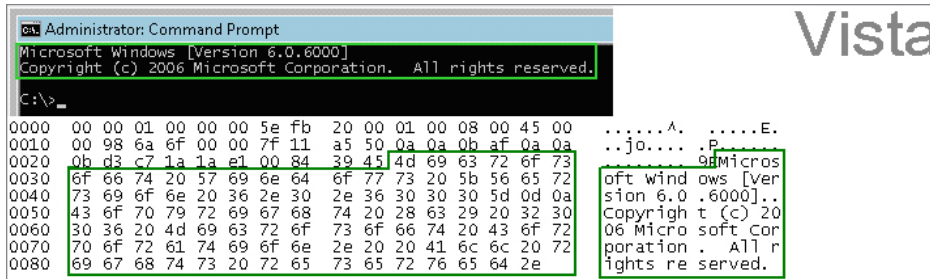 Administrator: Command Prompt
Vista
Microsoft Windows [Version 6.0.6000]
Copyright (c) 2006 Microsoft Corporation.  All rights reserved.
C:\>_
0000  00 00 01 00 00 00 5e fb  20 00 01 00 08 00 45 00  ......^. .....E.
0010  00 98 6a 6f 00 00 7f 11  a5 50 0a 0a 0b af 0a 0a  ..jo.... .P......
0020  0b d3 c7 1a 1a e1 00 84  39 45 4d 69 63 72 6f 73  ........ 9EMicros
0030  6f 66 74 20 57 69 6e 64  6f 77 73 20 5b 56 65 72  oft Wind ows [Ver
0040  73 69 6f 6e 20 36 2e 30  2e 36 30 30 30 5d 0d 0a  sion 6.0 .6000]..
0050  43 6f 70 79 72 69 67 68  74 20 28 63 29 20 32 30  Copyrigh t (c) 20
0060  30 36 20 4d 69 63 72 6f  73 6f 66 74 20 43 6f 72  06 Micro soft Cor
0070  70 6f 72 61 74 69 6f 6e  2e 20 20 41 6c 6c 20 72  poration .  All r
0080  69 67 68 74 73 20 72 65  73 65 72 76 65 64 2e  ights re served.